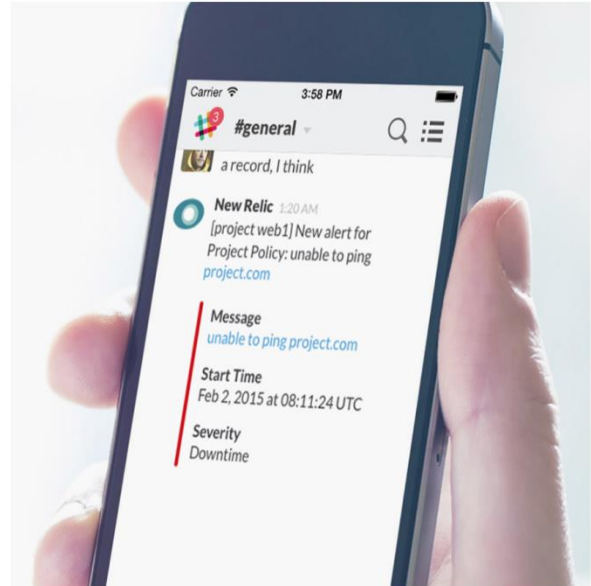 Carrier
3:58 PM
3
#general
a record, I think
New Relic 1:20 AM
[project web1] New alert for
Project Policy: unable to ping
project.com
Message
unable to ping project.com
Start Time
Feb 2, 2015 at 08:11:24 UTC
Severity
Downtime